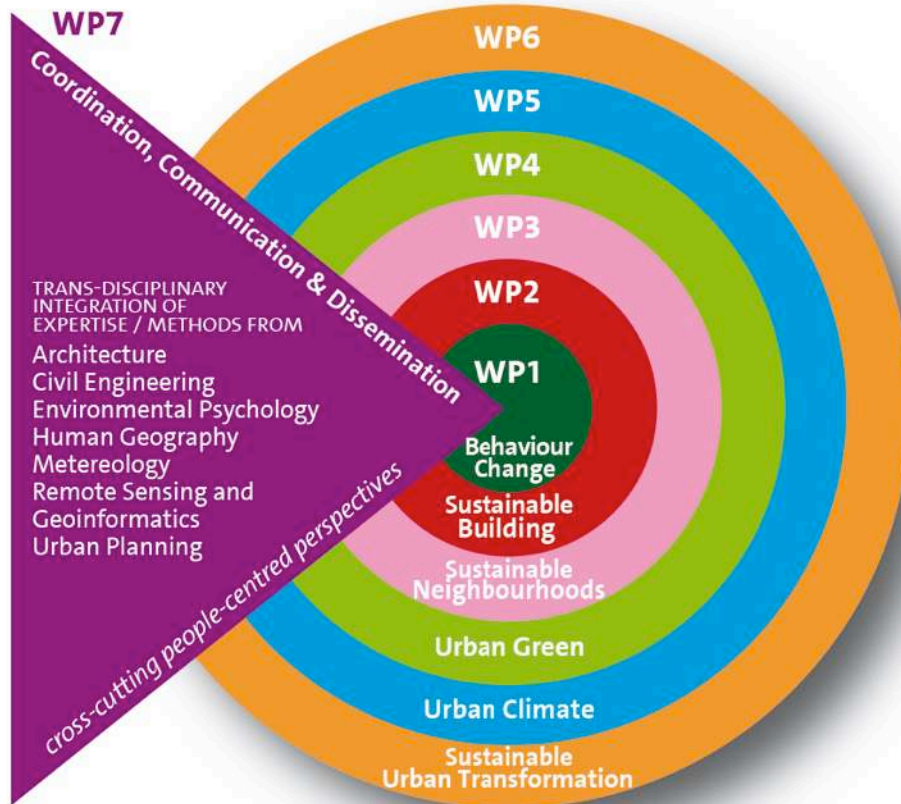 WP7
Coordination, Communication & Dissemination
TRANS-DISCIPLINARY
INTEGRATION OF
EXPERTISE / METHODS FROM
Architecture
Civil Engineering
Environmental Psychology
Human Geography
Metereology
Remote Sensing and
Geoinformatics
Urban Planning
cross-cutting people-centred perspectives
WP6
WP5
WP4
WP3
WP2
WP1
Behaviour
Change
Sustainable
Building
Sustainable
Neighbourhoods
Urban Green
Urban Climate
Sustainable
Urban Transformation